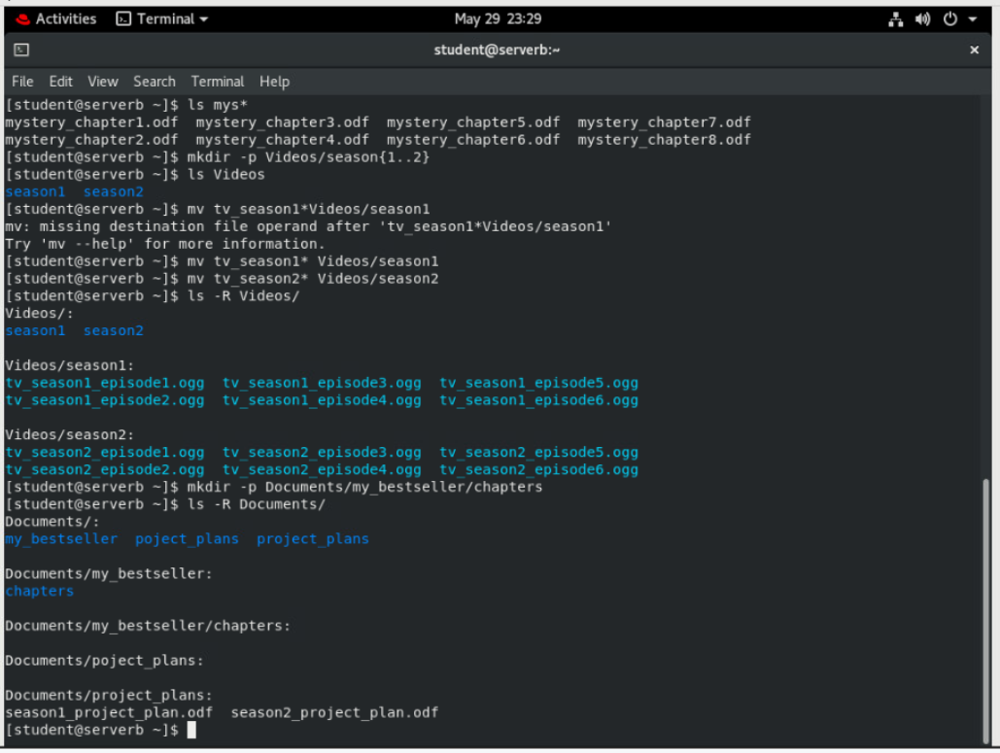 Activities Terminal May 29 23:29
student@serverb:~ ×
File Edit View Search Terminal Help
[student@serverb ~]$ ls mys*
mystery_chapter1.odf mystery_chapter3.odf mystery_chapter5.odf mystery_chapter7.odf
mystery_chapter2.odf mystery_chapter4.odf mystery_chapter6.odf mystery_chapter8.odf
[student@serverb ~]$ mkdir -p Videos/season{1..2}
[student@serverb ~]$ ls Videos
season1 season2
[student@serverb ~]$ mv tv_season1*Videos/season1
mv: missing destination file operand after 'tv_season1*Videos/season1'
Try 'mv --help' for more information.
[student@serverb ~]$ mv tv_season1* Videos/season1
[student@serverb ~]$ mv tv_season2* Videos/season2
[student@serverb ~]$ ls -R Videos/
Videos/:
season1 season2
Videos/season1:
tv_season1_episode1.ogg tv_season1_episode3.ogg tv_season1_episode5.ogg
tv_season1_episode2.ogg tv_season1_episode4.ogg tv_season1_episode6.ogg
Videos/season2:
tv_season2_episode1.ogg tv_season2_episode3.ogg tv_season2_episode5.ogg
tv_season2_episode2.ogg tv_season2_episode4.ogg tv_season2_episode6.ogg
[student@serverb ~]$ mkdir -p Documents/my_bestseller/chapters
[student@serverb ~]$ ls -R Documents/
Documents/:
my_bestseller poject_plans project_plans
Documents/my_bestseller:
chapters
Documents/my_bestseller/chapters:
Documents/poject_plans:
Documents/project_plans:
season1_project_plan.odf season2_project_plan.odf
[student@serverb ~]$